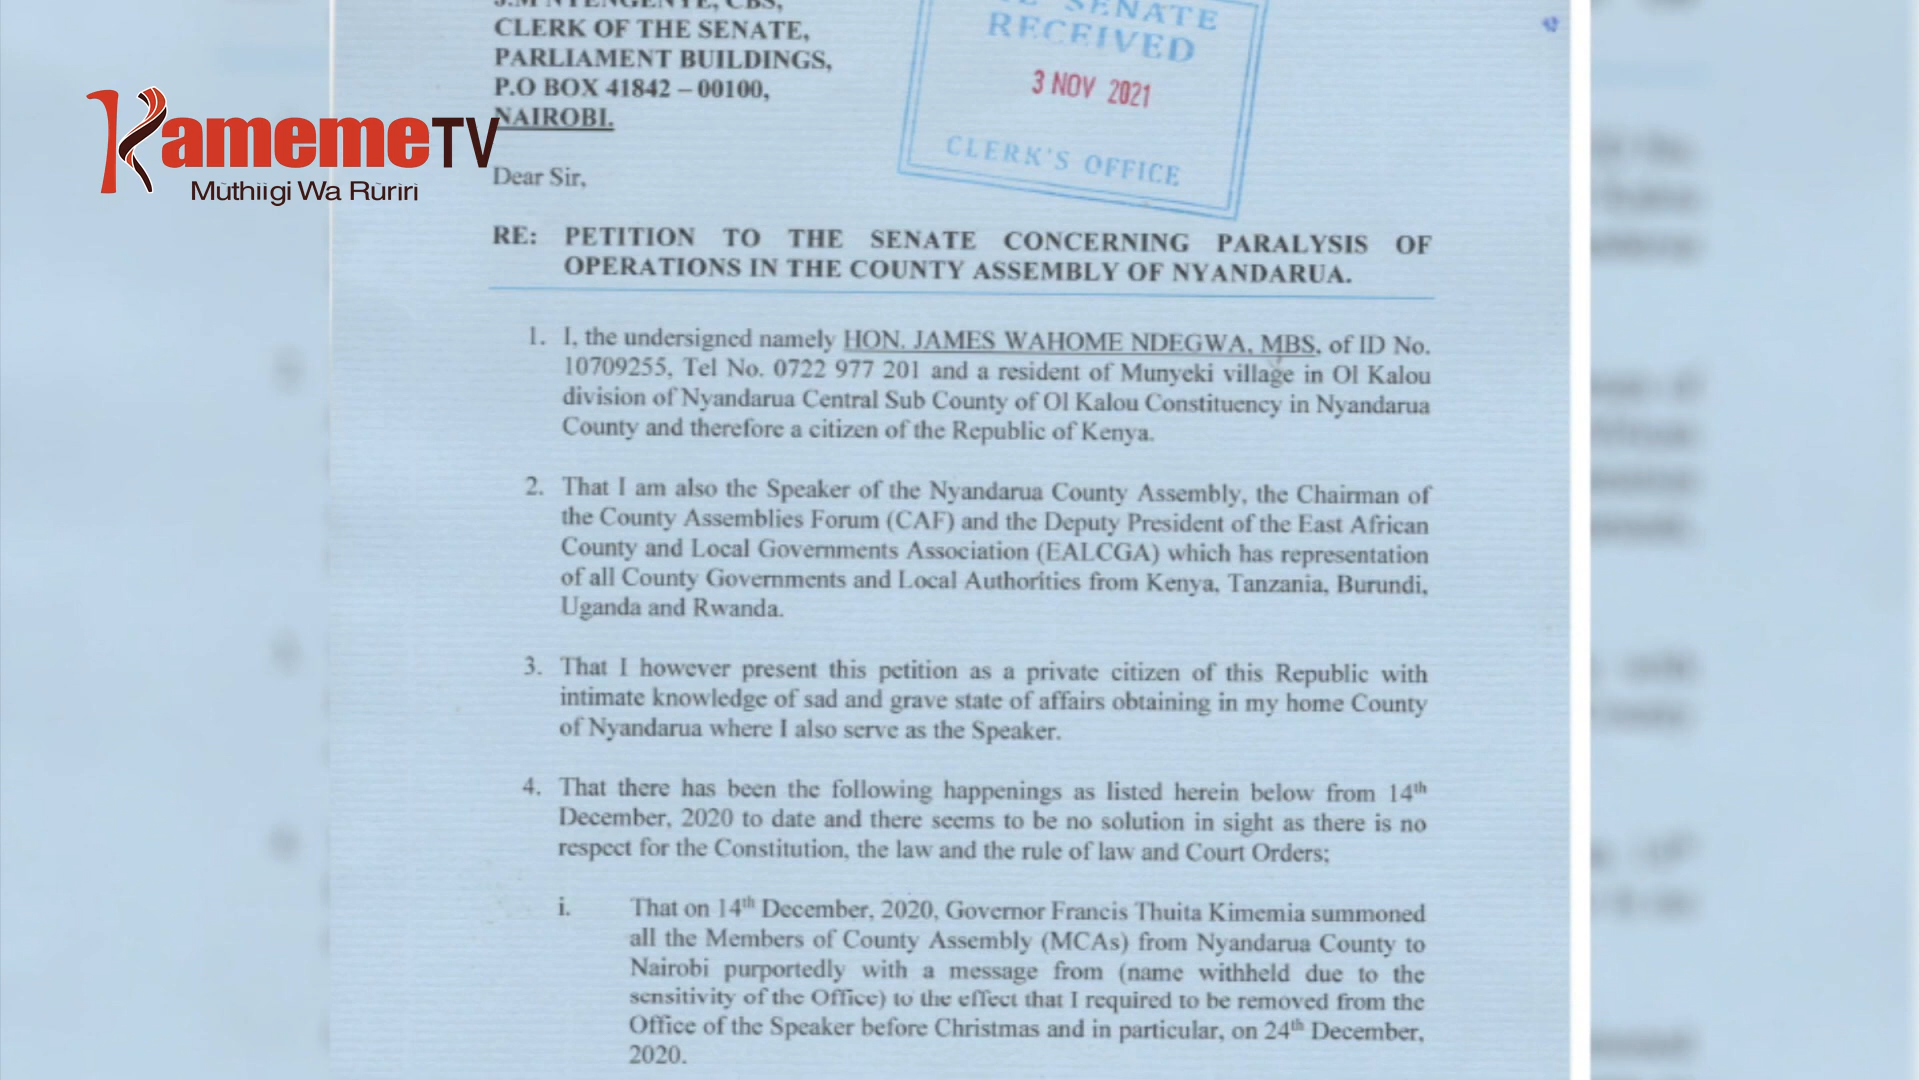 CLERK OF THE SENATE,
PARLIAMENT BUILDINGS,
P.O BOX 41842 – 00100,
NAIROBI.
SENATE
RECEIVED
3 NOV 2021
CLERK'S OFFICE
KamemeTV
Mũthiigi Wa Rũrĩrĩ
Dear Sir,
RE: PETITION TO THE SENATE CONCERNING PARALYSIS OF
OPERATIONS IN THE COUNTY ASSEMBLY OF NYANDARUA.
1. I, the undersigned namely HON. JAMES WAHOME NDEGWA, MBS, of ID No.
10709255, Tel No. 0722 977 201 and a resident of Munyeki village in Ol Kalou
division of Nyandarua Central Sub County of Ol Kalou Constituency in Nyandarua
County and therefore a citizen of the Republic of Kenya.
2. That I am also the Speaker of the Nyandarua County Assembly, the Chairman of
the County Assemblies Forum (CAF) and the Deputy President of the East African
County and Local Governments Association (EALCGA) which has representation
of all County Governments and Local Authorities from Kenya, Tanzania, Burundi,
Uganda and Rwanda.
3. That I however present this petition as a private citizen of this Republic with
intimate knowledge of sad and grave state of affairs obtaining in my home County
of Nyandarua where I also serve as the Speaker.
4. That there has been the following happenings as listed herein below from 14th
December, 2020 to date and there seems to be no solution in sight as there is no
respect for the Constitution, the law and the rule of law and Court Orders;
i. That on 14th December, 2020, Governor Francis Thuita Kimemia summoned
all the Members of County Assembly (MCAs) from Nyandarua County to
Nairobi purportedly with a message from (name withheld due to the
sensitivity of the Office) to the effect that I required to be removed from the
Office of the Speaker before Christmas and in particular, on 24th December,
2020.